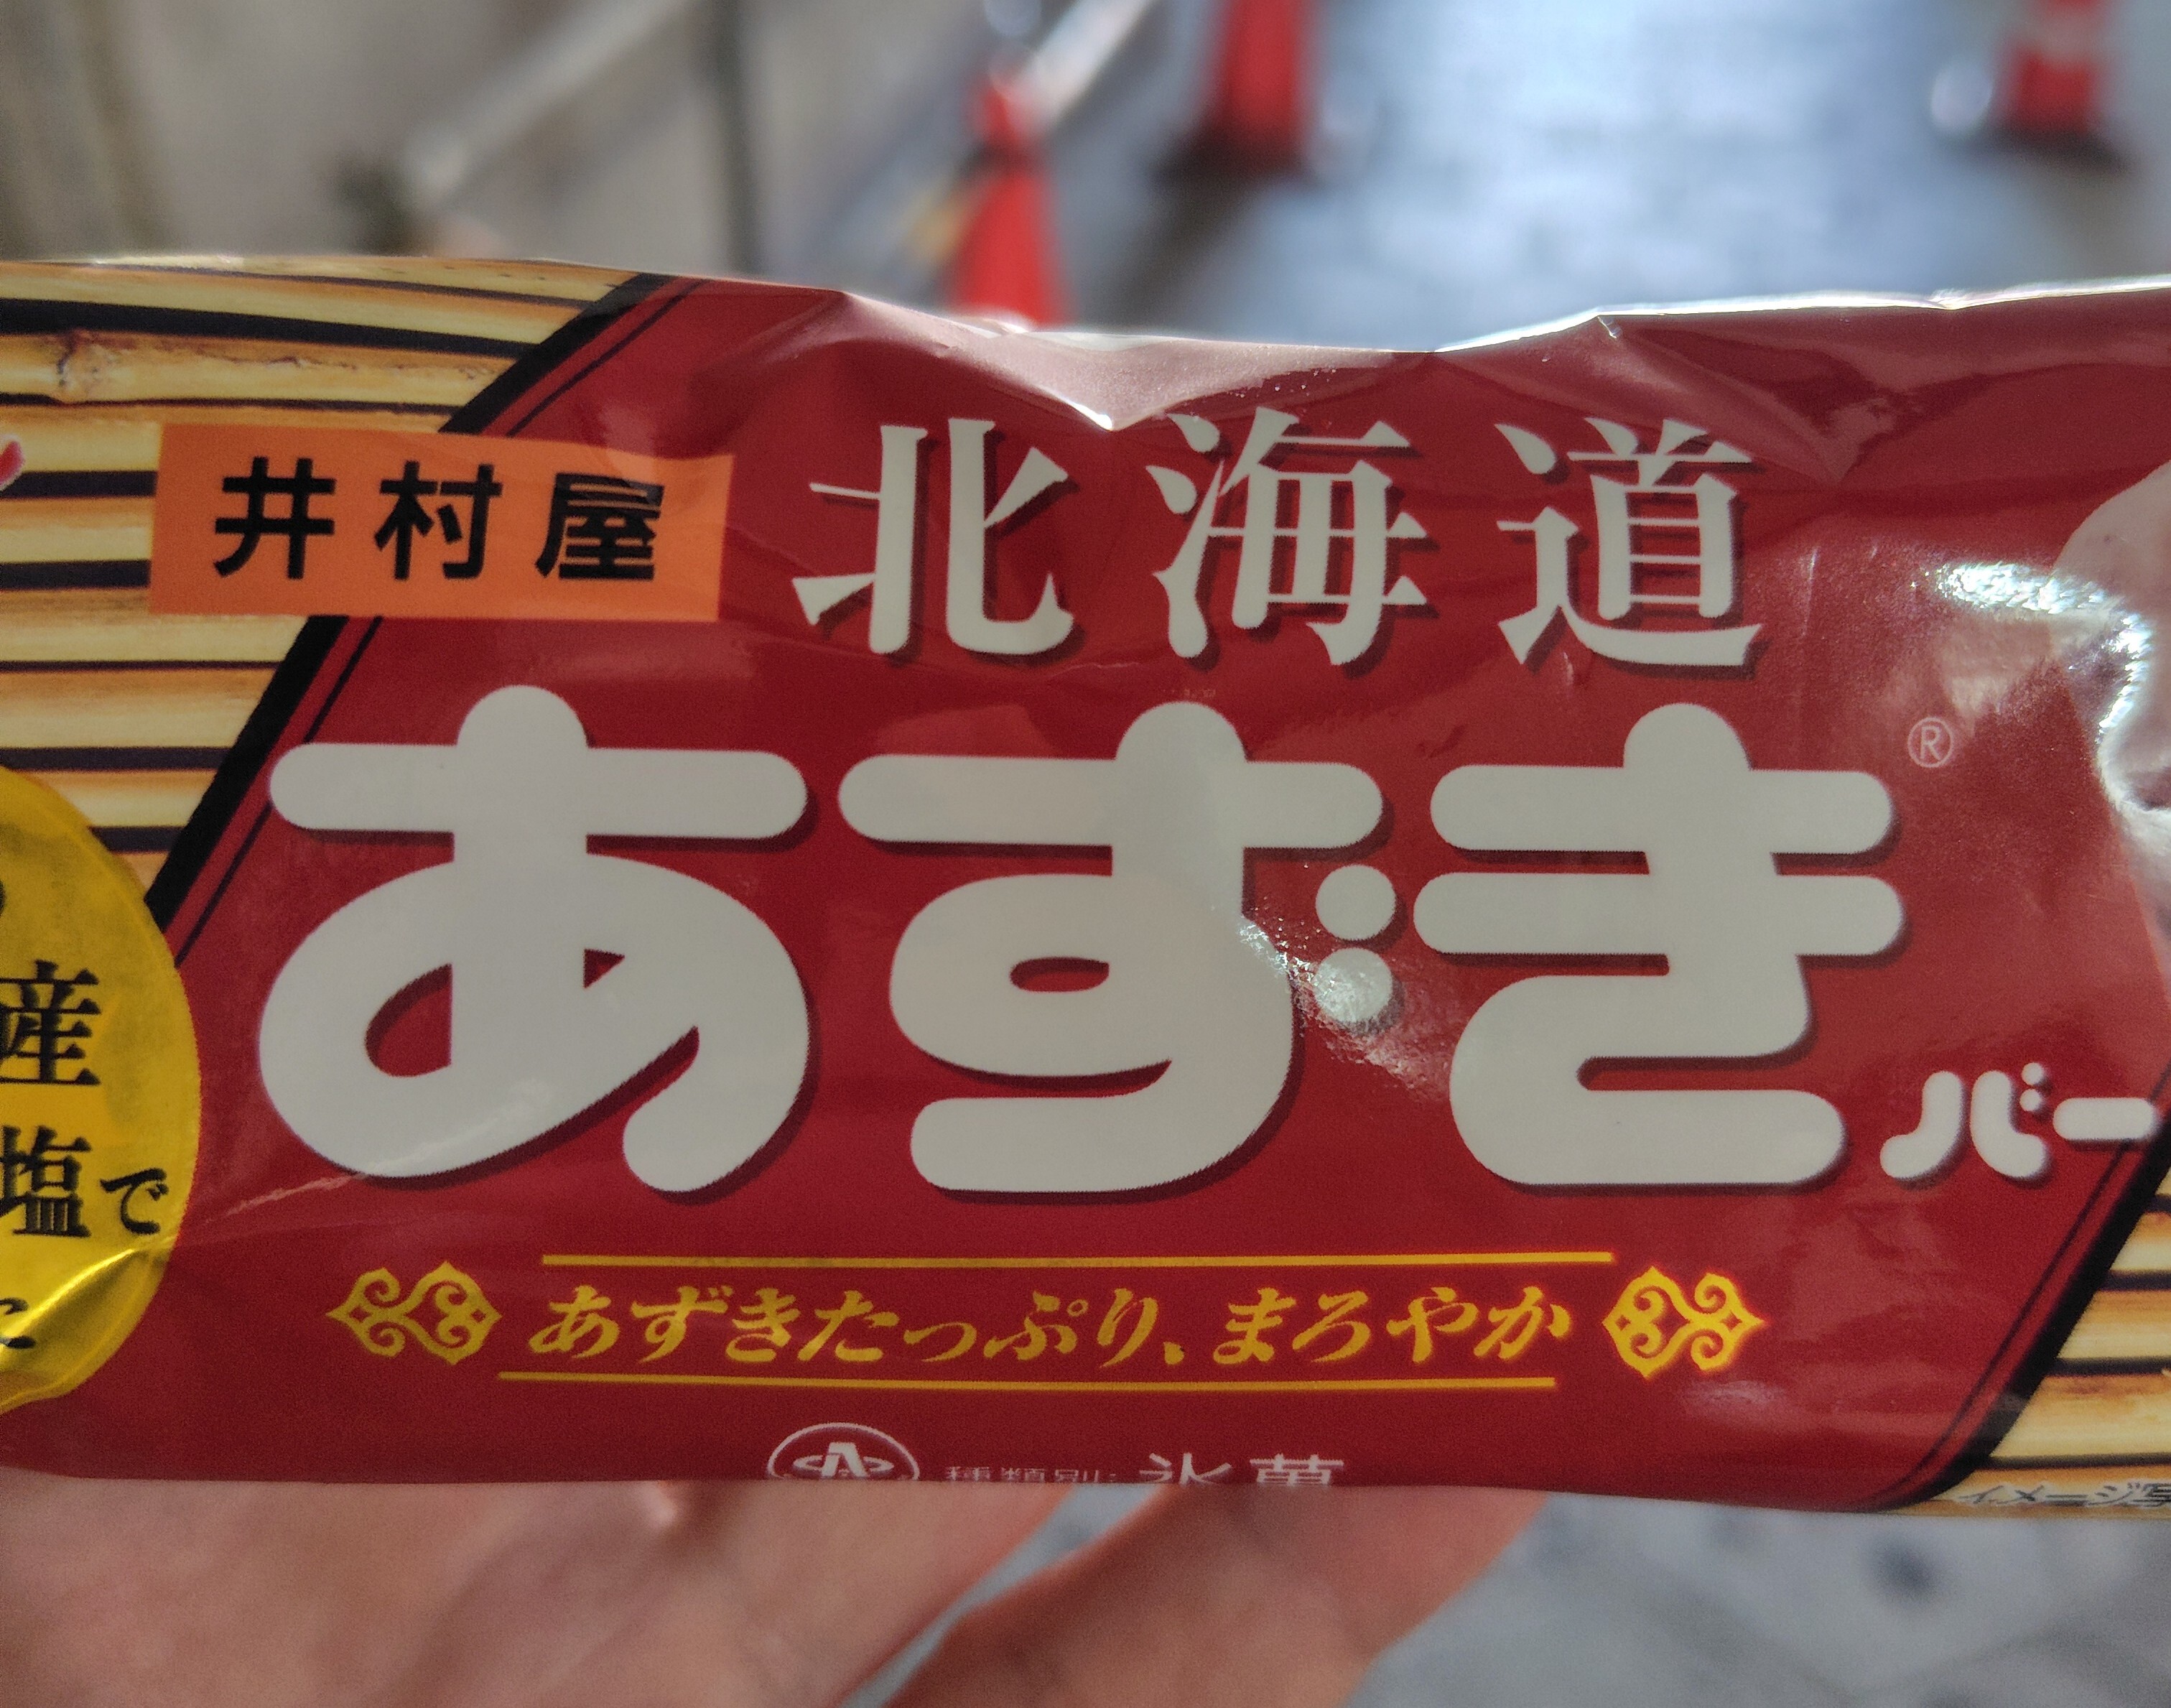 井村屋
北海道
あずきバー
®
産
塩で
に
あずきたっぷり、まろやか
種類別：氷菓
イメージ写